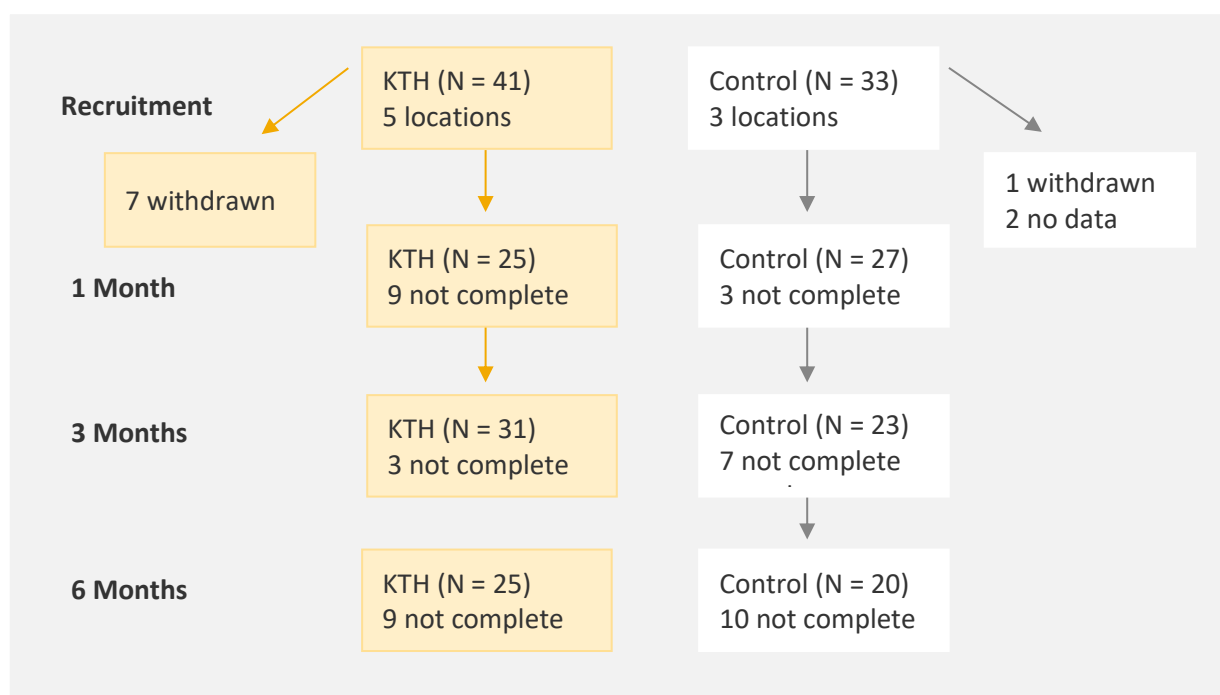 Recruitment
KTH (N = 41)
5 locations
Control (N = 33)
3 locations
7 withdrawn
1 withdrawn
2 no data
1 Month
KTH (N = 25)
9 not complete
Control (N = 27)
3 not complete
3 Months
KTH (N = 31)
3 not complete
Control (N = 23)
7 not complete
6 Months
KTH (N = 25)
9 not complete
Control (N = 20)
10 not complete